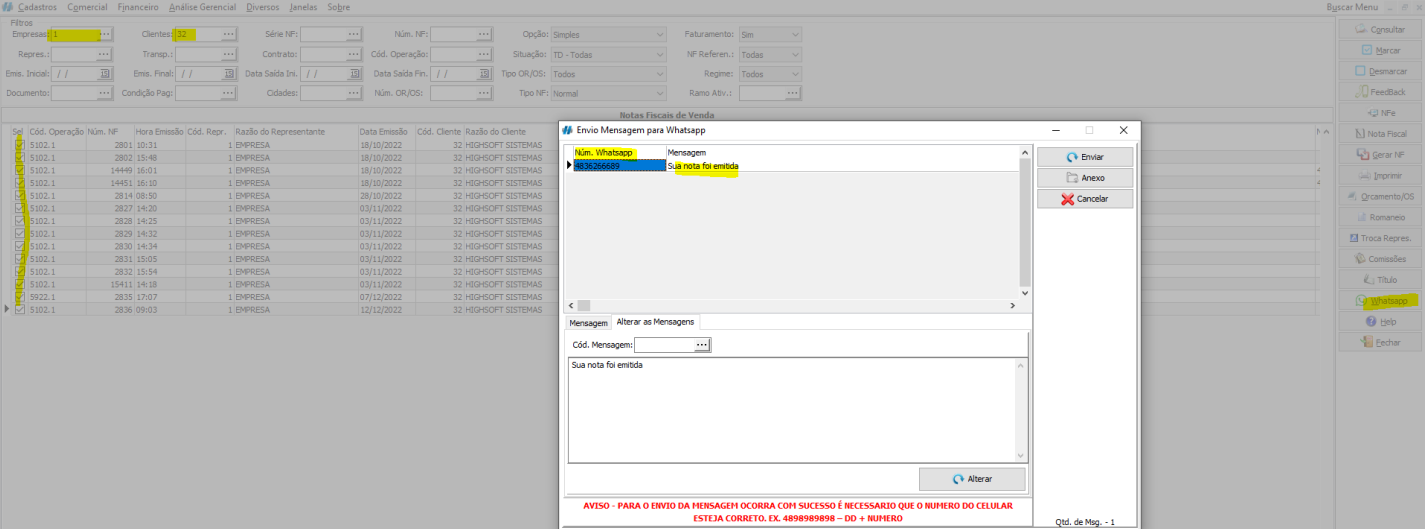 Cadastros Comercial Financeiro Análise Gerencial Diversos Janelas Sobre Buscar Menu
Filtros
Empresas: 1 ... Clientes: 32 ... Série NF: ... Núm. NF: ... Opção: Simples Faturamento: Sim
Repres.: ... Transp.: ... Contrato: ... Cód. Operação: ... Situação: TD - Todas NF Referen.: Todas
Emis. Inicial: / / Emis. Final: / / Data Saída Ini. / / Data Saída Fin. / / Tipo OR/OS: Todos Regime: Todos
Documento: ... Condição Pag: ... Cidades: ... Núm. OR/OS: ... Tipo NF: Normal Ramo Ativ.: ...
Notas Fiscais de Venda
Sel Cód. Operação Núm. NF Hora Emissão Cód. Repr. Razão do Representante Data Emissão Cód. Cliente Razão do Cliente
5102.1 2801 10:31 1 EMPRESA 18/10/2022 32 HIGHSOFT SISTEMAS
5102.1 2802 15:48 1 EMPRESA 18/10/2022 32 HIGHSOFT SISTEMAS
5102.1 14449 16:01 1 EMPRESA 18/10/2022 32 HIGHSOFT SISTEMAS
5102.1 14451 16:10 1 EMPRESA 18/10/2022 32 HIGHSOFT SISTEMAS
5102.1 2814 08:50 1 EMPRESA 28/10/2022 32 HIGHSOFT SISTEMAS
5102.1 2827 14:20 1 EMPRESA 03/11/2022 32 HIGHSOFT SISTEMAS
5102.1 2828 14:25 1 EMPRESA 03/11/2022 32 HIGHSOFT SISTEMAS
5102.1 2829 14:32 1 EMPRESA 03/11/2022 32 HIGHSOFT SISTEMAS
5102.1 2830 14:34 1 EMPRESA 03/11/2022 32 HIGHSOFT SISTEMAS
5102.1 2831 15:05 1 EMPRESA 03/11/2022 32 HIGHSOFT SISTEMAS
5102.1 2832 15:54 1 EMPRESA 03/11/2022 32 HIGHSOFT SISTEMAS
5102.1 15411 14:18 1 EMPRESA 03/11/2022 32 HIGHSOFT SISTEMAS
5922.1 2835 17:07 1 EMPRESA 07/12/2022 32 HIGHSOFT SISTEMAS
5102.1 2836 09:03 1 EMPRESA 12/12/2022 32 HIGHSOFT SISTEMAS
Envio Mensagem para Whatsapp
Núm. Whatsapp Mensagem
4836266689 Sua nota foi emitida
Enviar
Anexo
Cancelar
Mensagem Alterar as Mensagens
Cód. Mensagem: ...
Sua nota foi emitida
Alterar
AVISO - PARA O ENVIO DA MENSAGEM OCORRA COM SUCESSO É NECESSARIO QUE O NUMERO DO CELULAR
ESTEJA CORRETO. EX. 4898989898 – DD + NUMERO
Qtd. de Msg. - 1
Consultar
Marcar
Desmarcar
FeedBack
NFe
Nota Fiscal
Gerar NF
Imprimir
Orcamento/OS
Romaneio
Troca Repres.
Comissões
Título
Whatsapp
Help
Fechar